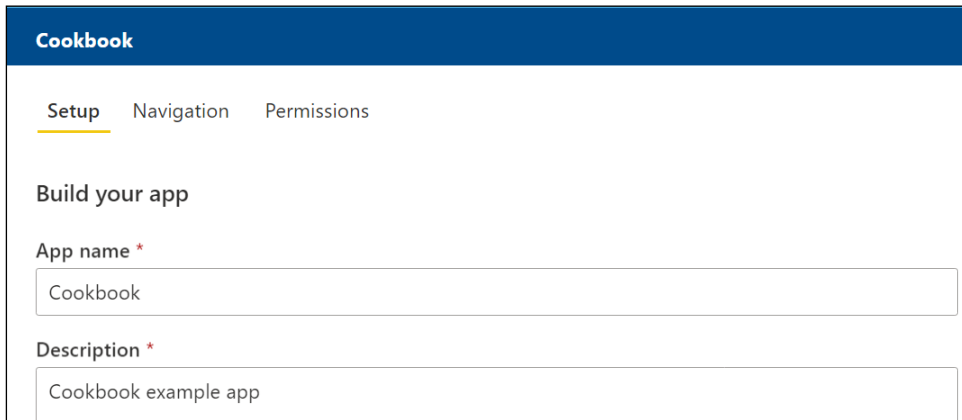 Cookbook
Setup Navigation Permissions
Build your app
App name *
Cookbook
Description *
Cookbook example app